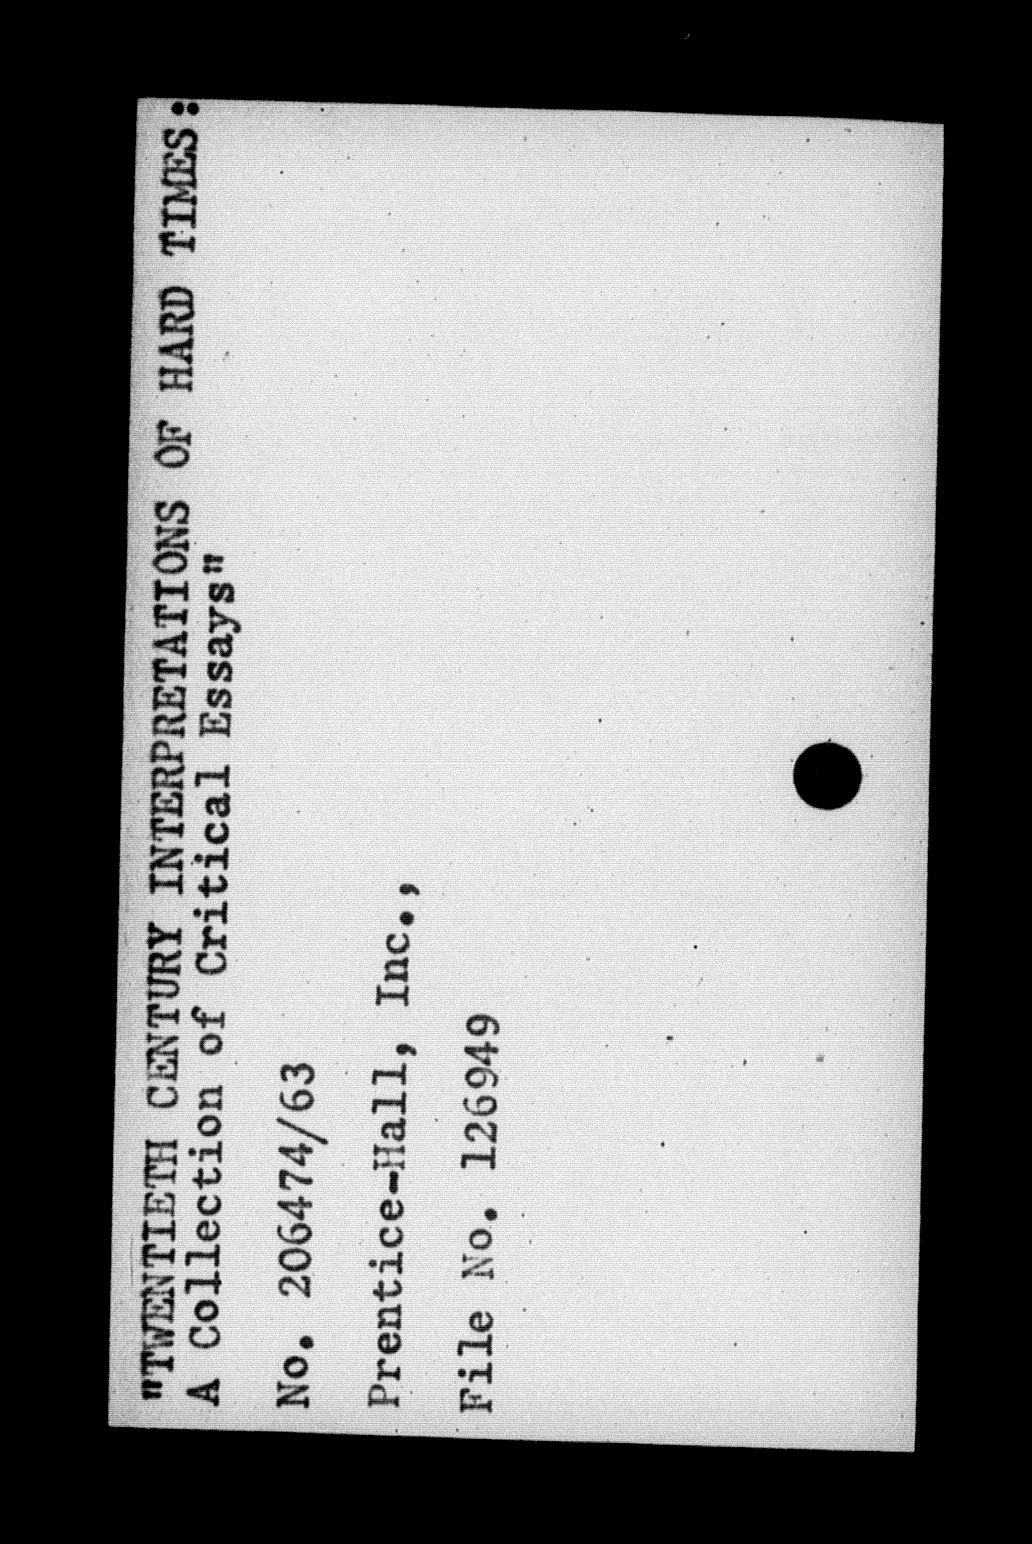 "TWENTIETH CENTURY INTERPRETATIONS OF HARD TIMES:
A Collection of Critical Essays"
No. 206474/63
Prentice-Hall, Inc.,
File No. 126949